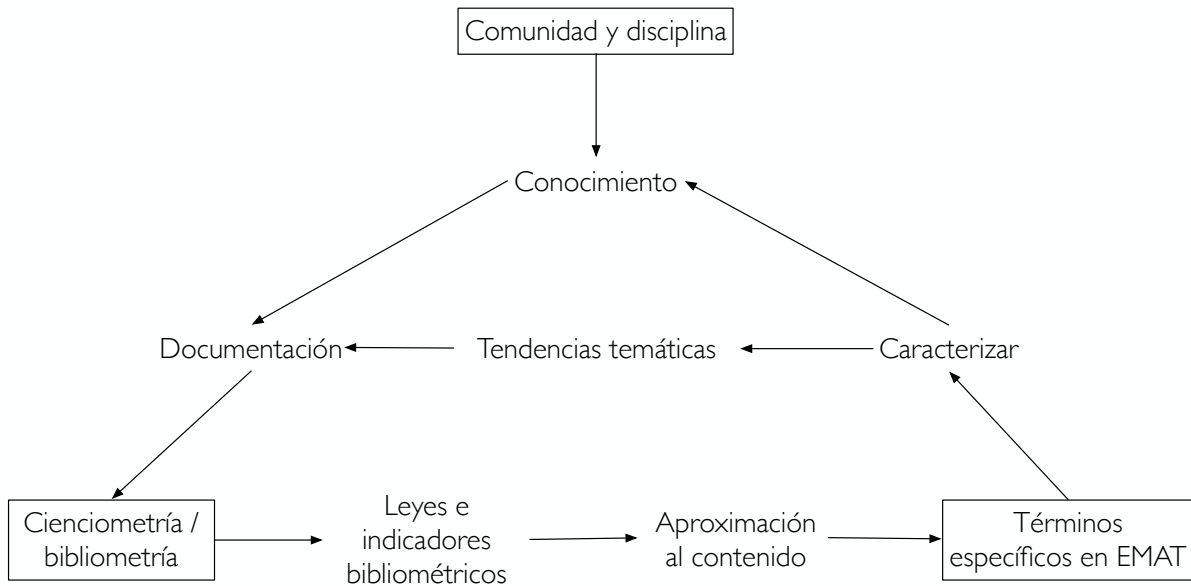 Comunidad y disciplina
Conocimiento
Documentación
Tendencias temáticas
Caracterizar
Cienciometría /
bibliometría
Leyes e
indicadores
bibliométricos
Aproximación
al contenido
Términos
específicos en EMAT